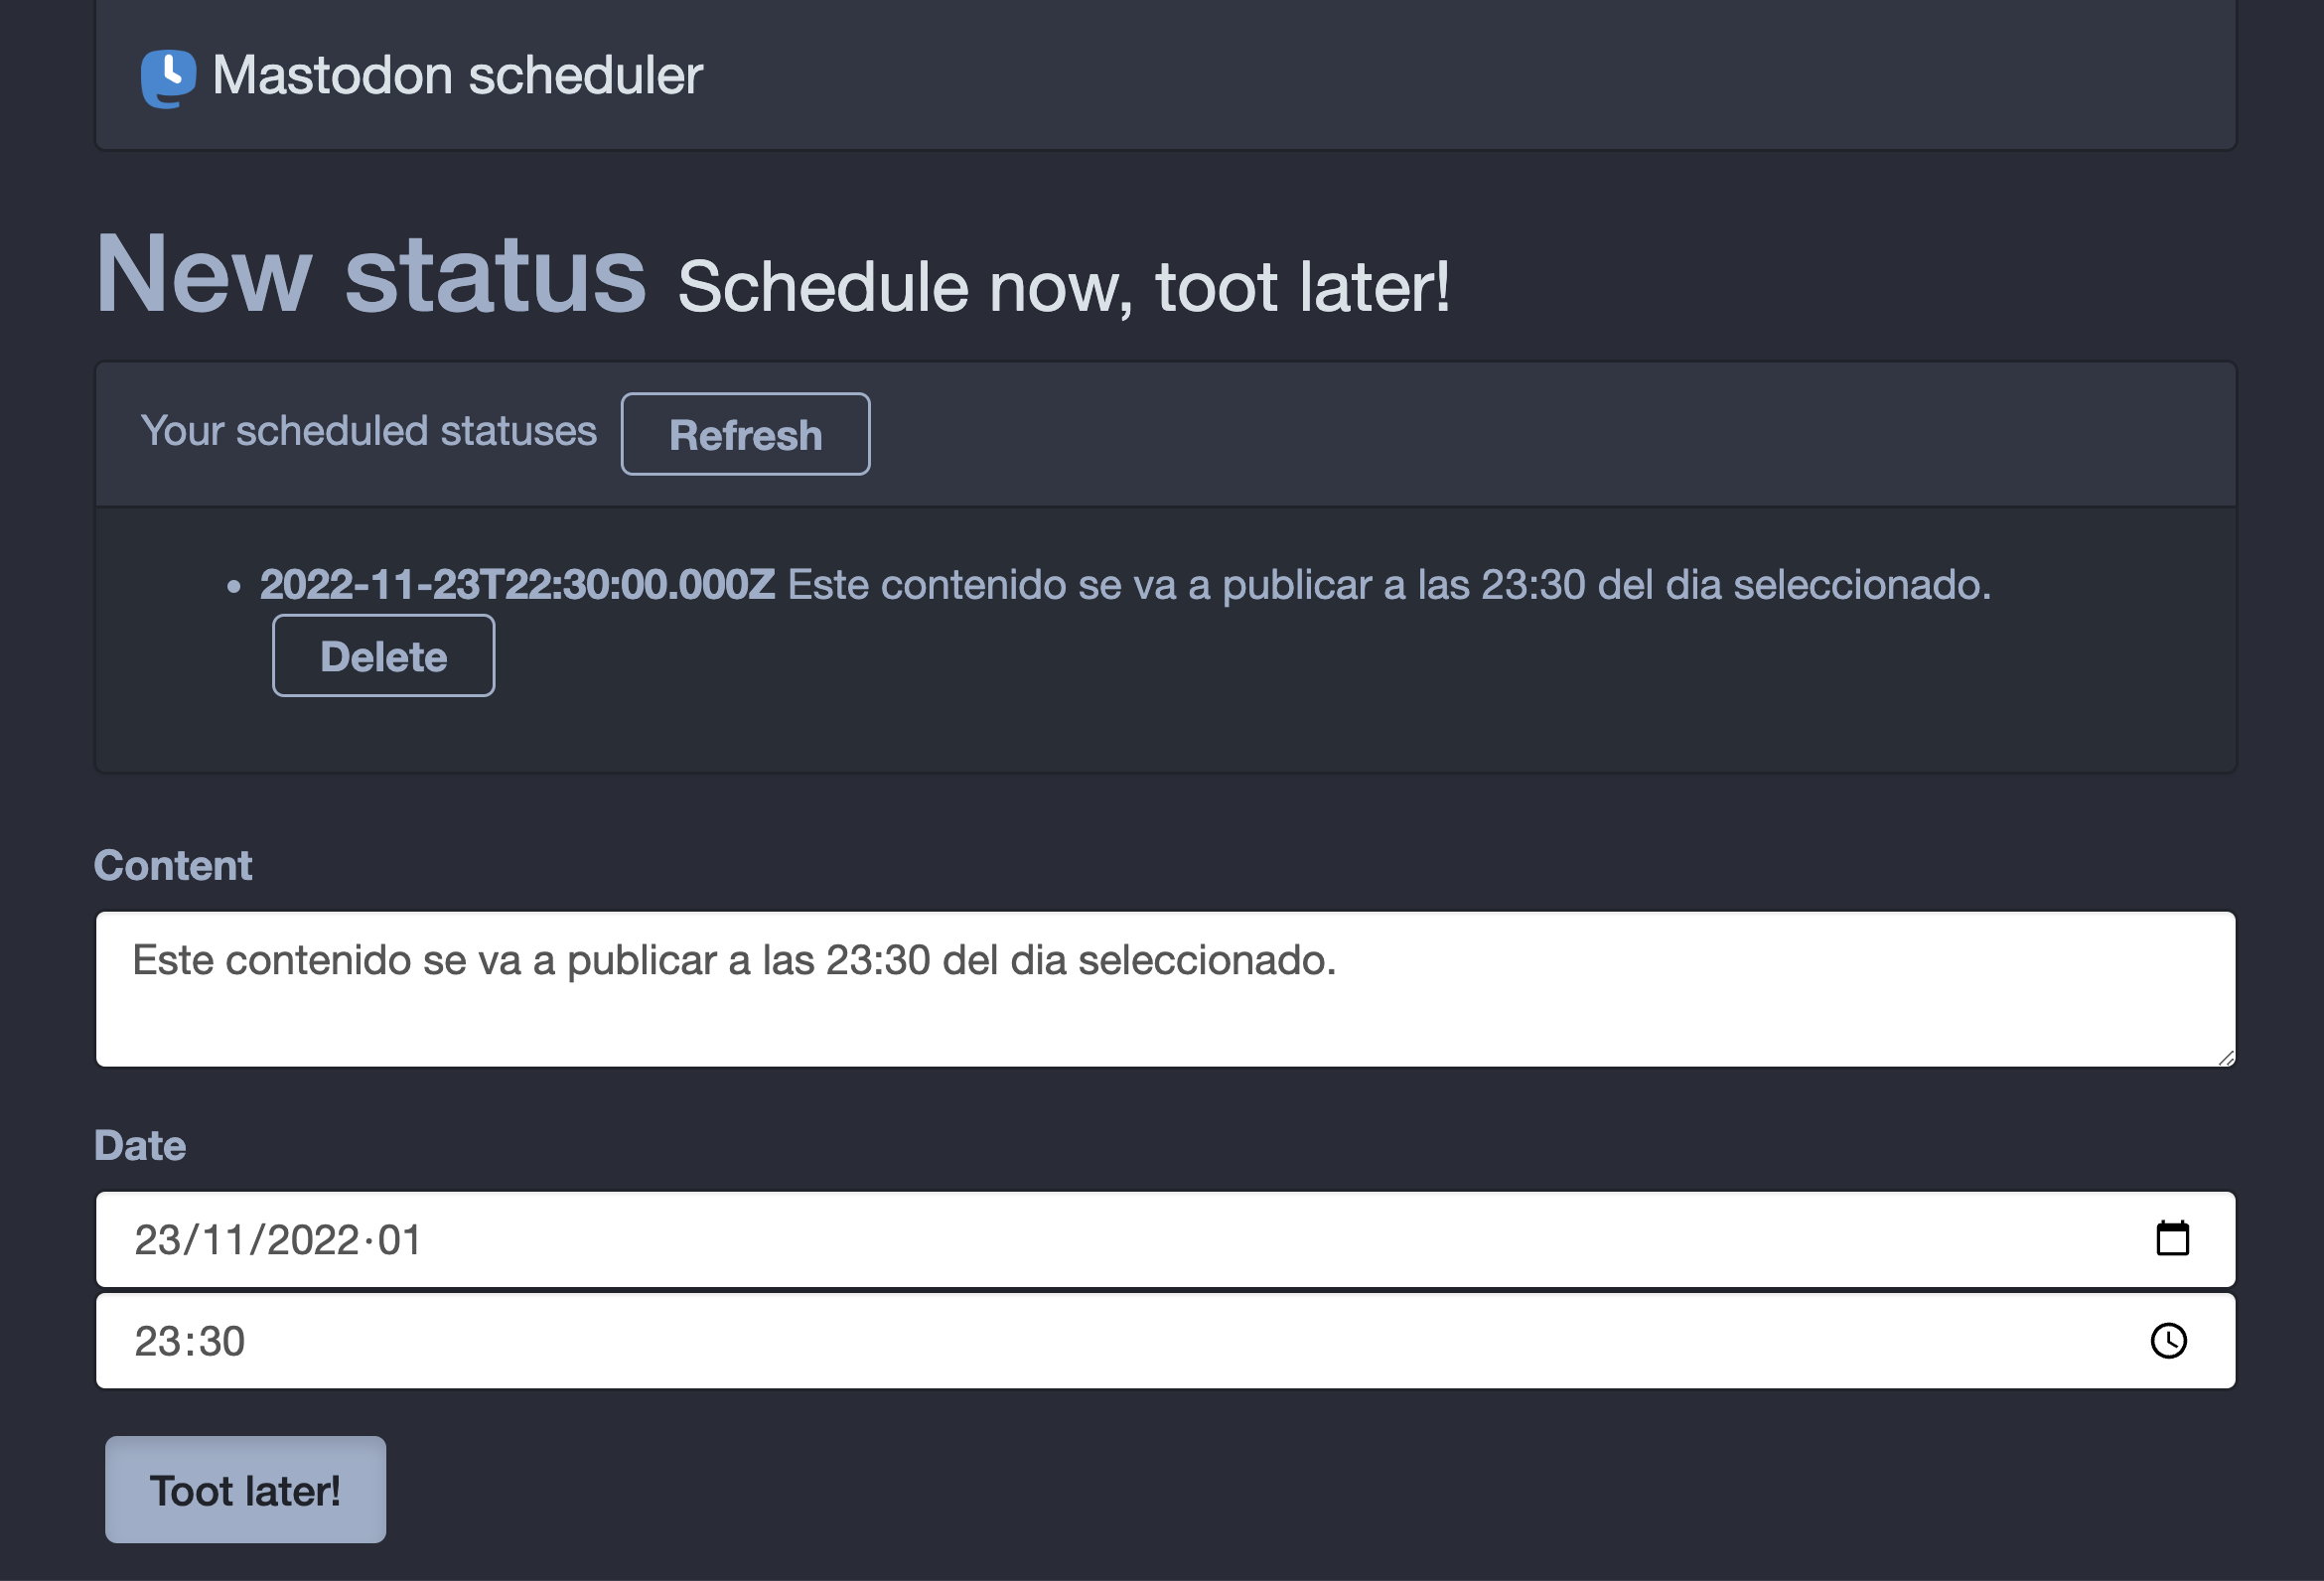 Mastodon scheduler
New status Schedule now, toot later!
Your scheduled statuses Refresh
2022-11-23T22:30:00.000Z Este contenido se va a publicar a las 23:30 del dia seleccionado.
Delete
Content
Este contenido se va a publicar a las 23:30 del dia seleccionado.
Date
23/11/2022·01
23:30
Toot later!